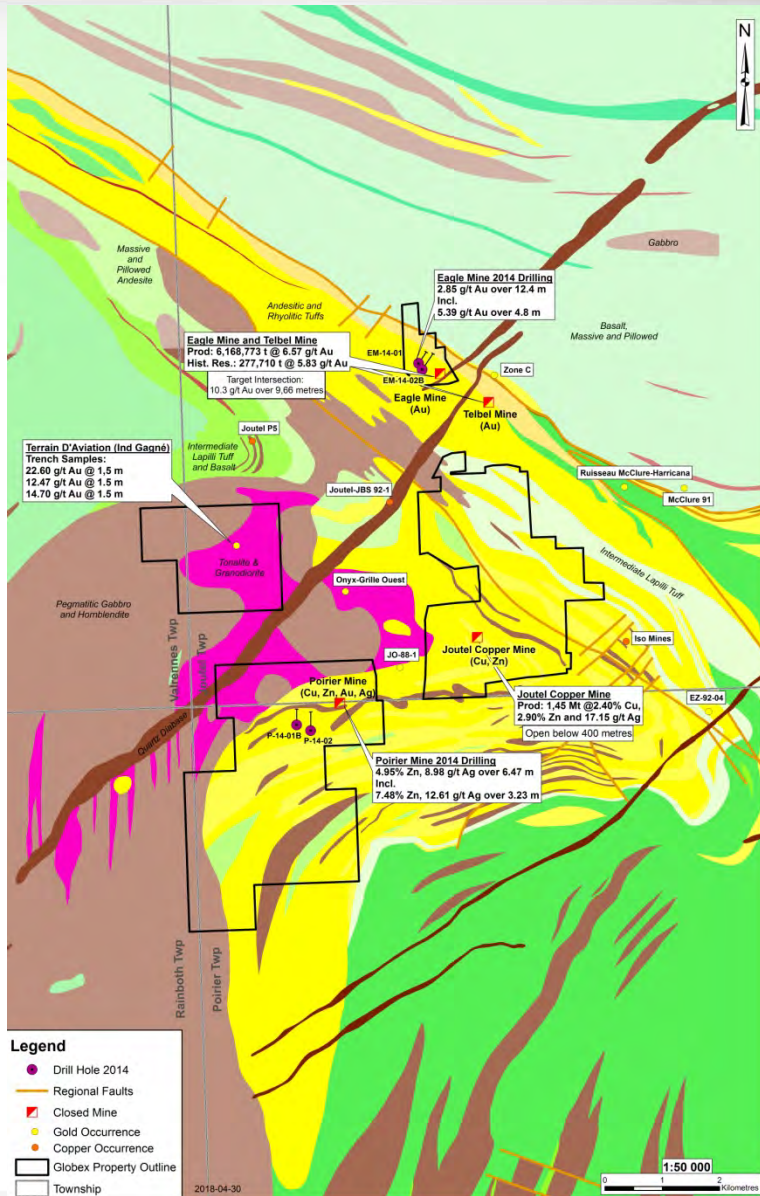 N
Massive
and
Pillowed
Andesite
Gabbro
Andesitic and
Rhyolitic Tuffs
Eagle Mine 2014 Drilling
2.85 g/t Au over 12.4 m
Incl.
5.39 g/t Au over 4.8 m
Basalt,
Massive and Pillowed
Eagle Mine and Telbel Mine
Prod: 6,168,773 t @ 6.57 g/t Au
Hist. Res.: 277,710 t @ 5.83 g/t Au
Target Intersection:
10.3 g/t Au over 9,66 metres
EM-14-01
EM-14-02B
Zone C
Eagle Mine
(Au)
Telbel Mine
(Au)
Joutel P5
Intermediate
Lapilli Tuff
and Basalt
Terrain D'Aviation (Ind Gagné)
Trench Samples:
22.60 g/t Au @ 1,5 m
12.47 g/t Au @ 1.5 m
14.70 g/t Au @ 1.5 m
Joutel-JBS 92-1
Ruisseau McClure-Harricana
McClure 91
Tonalite &
Granodiorite
Intermediate Lapilli Tuff
Onyx-Grille Ouest
Pegmatitic Gabbro
and Hornblendite
Valrennes Twp
Joutel Twp
Joutel Copper Mine
(Cu, Zn)
Iso Mines
JO-88-1
Poirier Mine
(Cu, Zn, Au, Ag)
Joutel Copper Mine
Prod: 1,45 Mt @2.40% Cu,
2.90% Zn and 17.15 g/t Ag
Open below 400 metres
EZ-92-04
P-14-01B
P-14-02
Quartz Diabase
Poirier Mine 2014 Drilling
4.95% Zn, 8.98 g/t Ag over 6.47 m
Incl.
7.48% Zn, 12.61 g/t Ag over 3.23 m
Rainboth Twp
Poirier Twp
Legend
Drill Hole 2014
Regional Faults
Closed Mine
Gold Occurrence
Copper Occurrence
Globex Property Outline
Township
2018-04-30
1:50 000
0 1 2
Kilometres